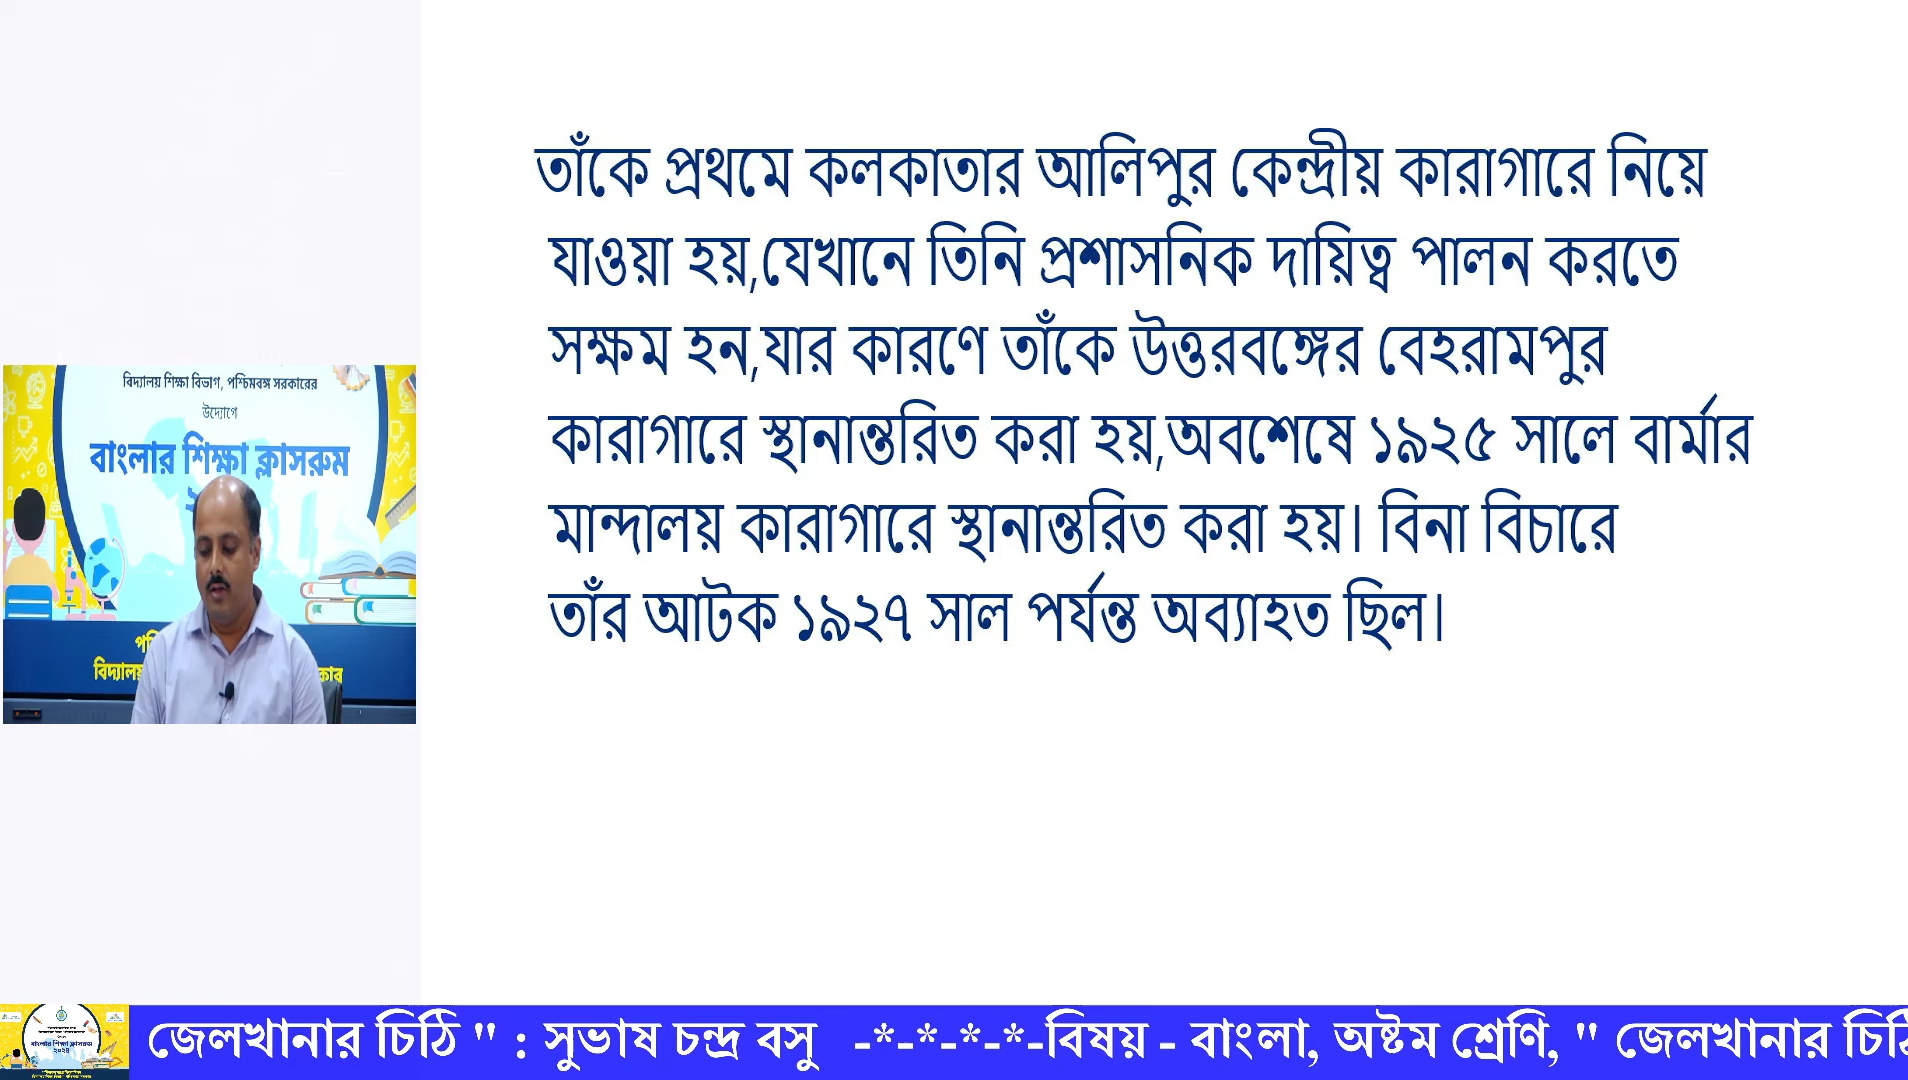 তাঁকে প্রথমে কলকাতার আলিপুর কেন্দ্রীয় কারাগারে নিয়ে
যাওয়া হয়,যেখানে তিনি প্রশাসনিক দায়িত্ব পালন করতে
সক্ষম হন,যার কারণে তাঁকে উত্তরবঙ্গের বেহরামপুর
কারাগারে স্থানান্তরিত করা হয়,অবশেষে ১৯২৫ সালে বার্মার
মান্দালয় কারাগারে স্থানান্তরিত করা হয়। বিনা বিচারে
তাঁর আটক ১৯২৭ সাল পর্যন্ত অব্যাহত ছিল।
বিদ্যালয় শিক্ষা বিভাগ, পশ্চিমবঙ্গ সরকারের
উদ্যোগে
বাংলার শিক্ষা ক্লাসরুম
জেলখানার চিঠি " : সুভাষ চন্দ্র বসু -*-*-*-*-বিষয় - বাংলা, অষ্টম শ্রেণি, " জেলখানার চিঠি